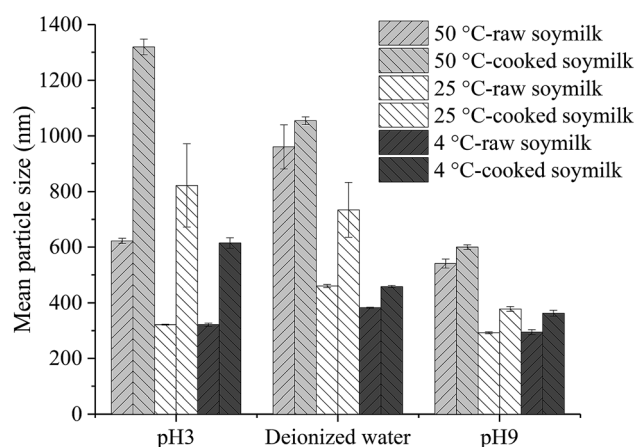 1400
1200
1000
800
600
400
200
0
Mean particle size (nm)
50 °C-raw soymilk
50 °C-cooked soymilk
25 °C-raw soymilk
25 °C-cooked soymilk
4 °C-raw soymilk
4 °C-cooked soymilk
pH3
Deionized water
pH9